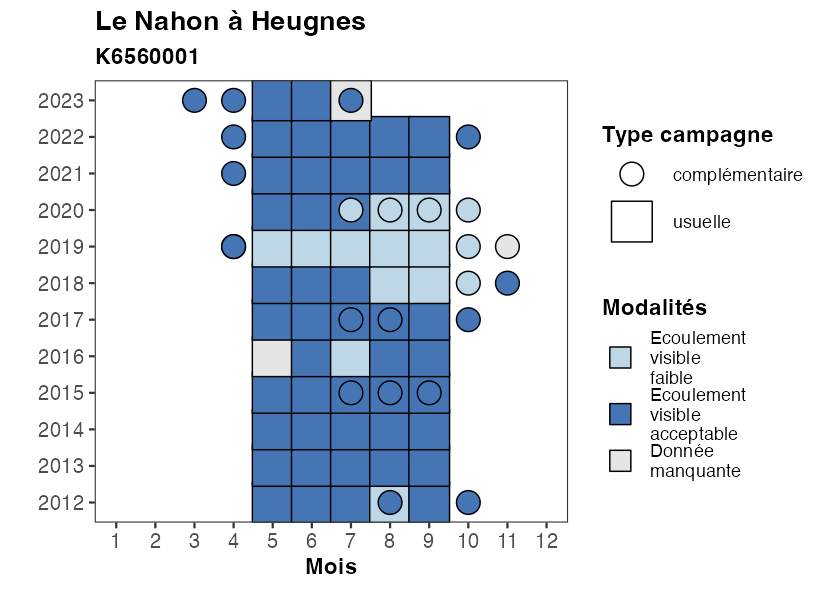 Le Nahon à Heugnes
K6560001
2023
2022
2021
2020
2019
2018
2017
2016
2015
2014
2013
2012
1 2 3 4 5 6 7 8 9 10 11 12
Mois
Type campagne
complémentaire
usuelle
Modalités
Ecoulement
visible
faible
Ecoulement
visible
acceptable
Donnée
manquante